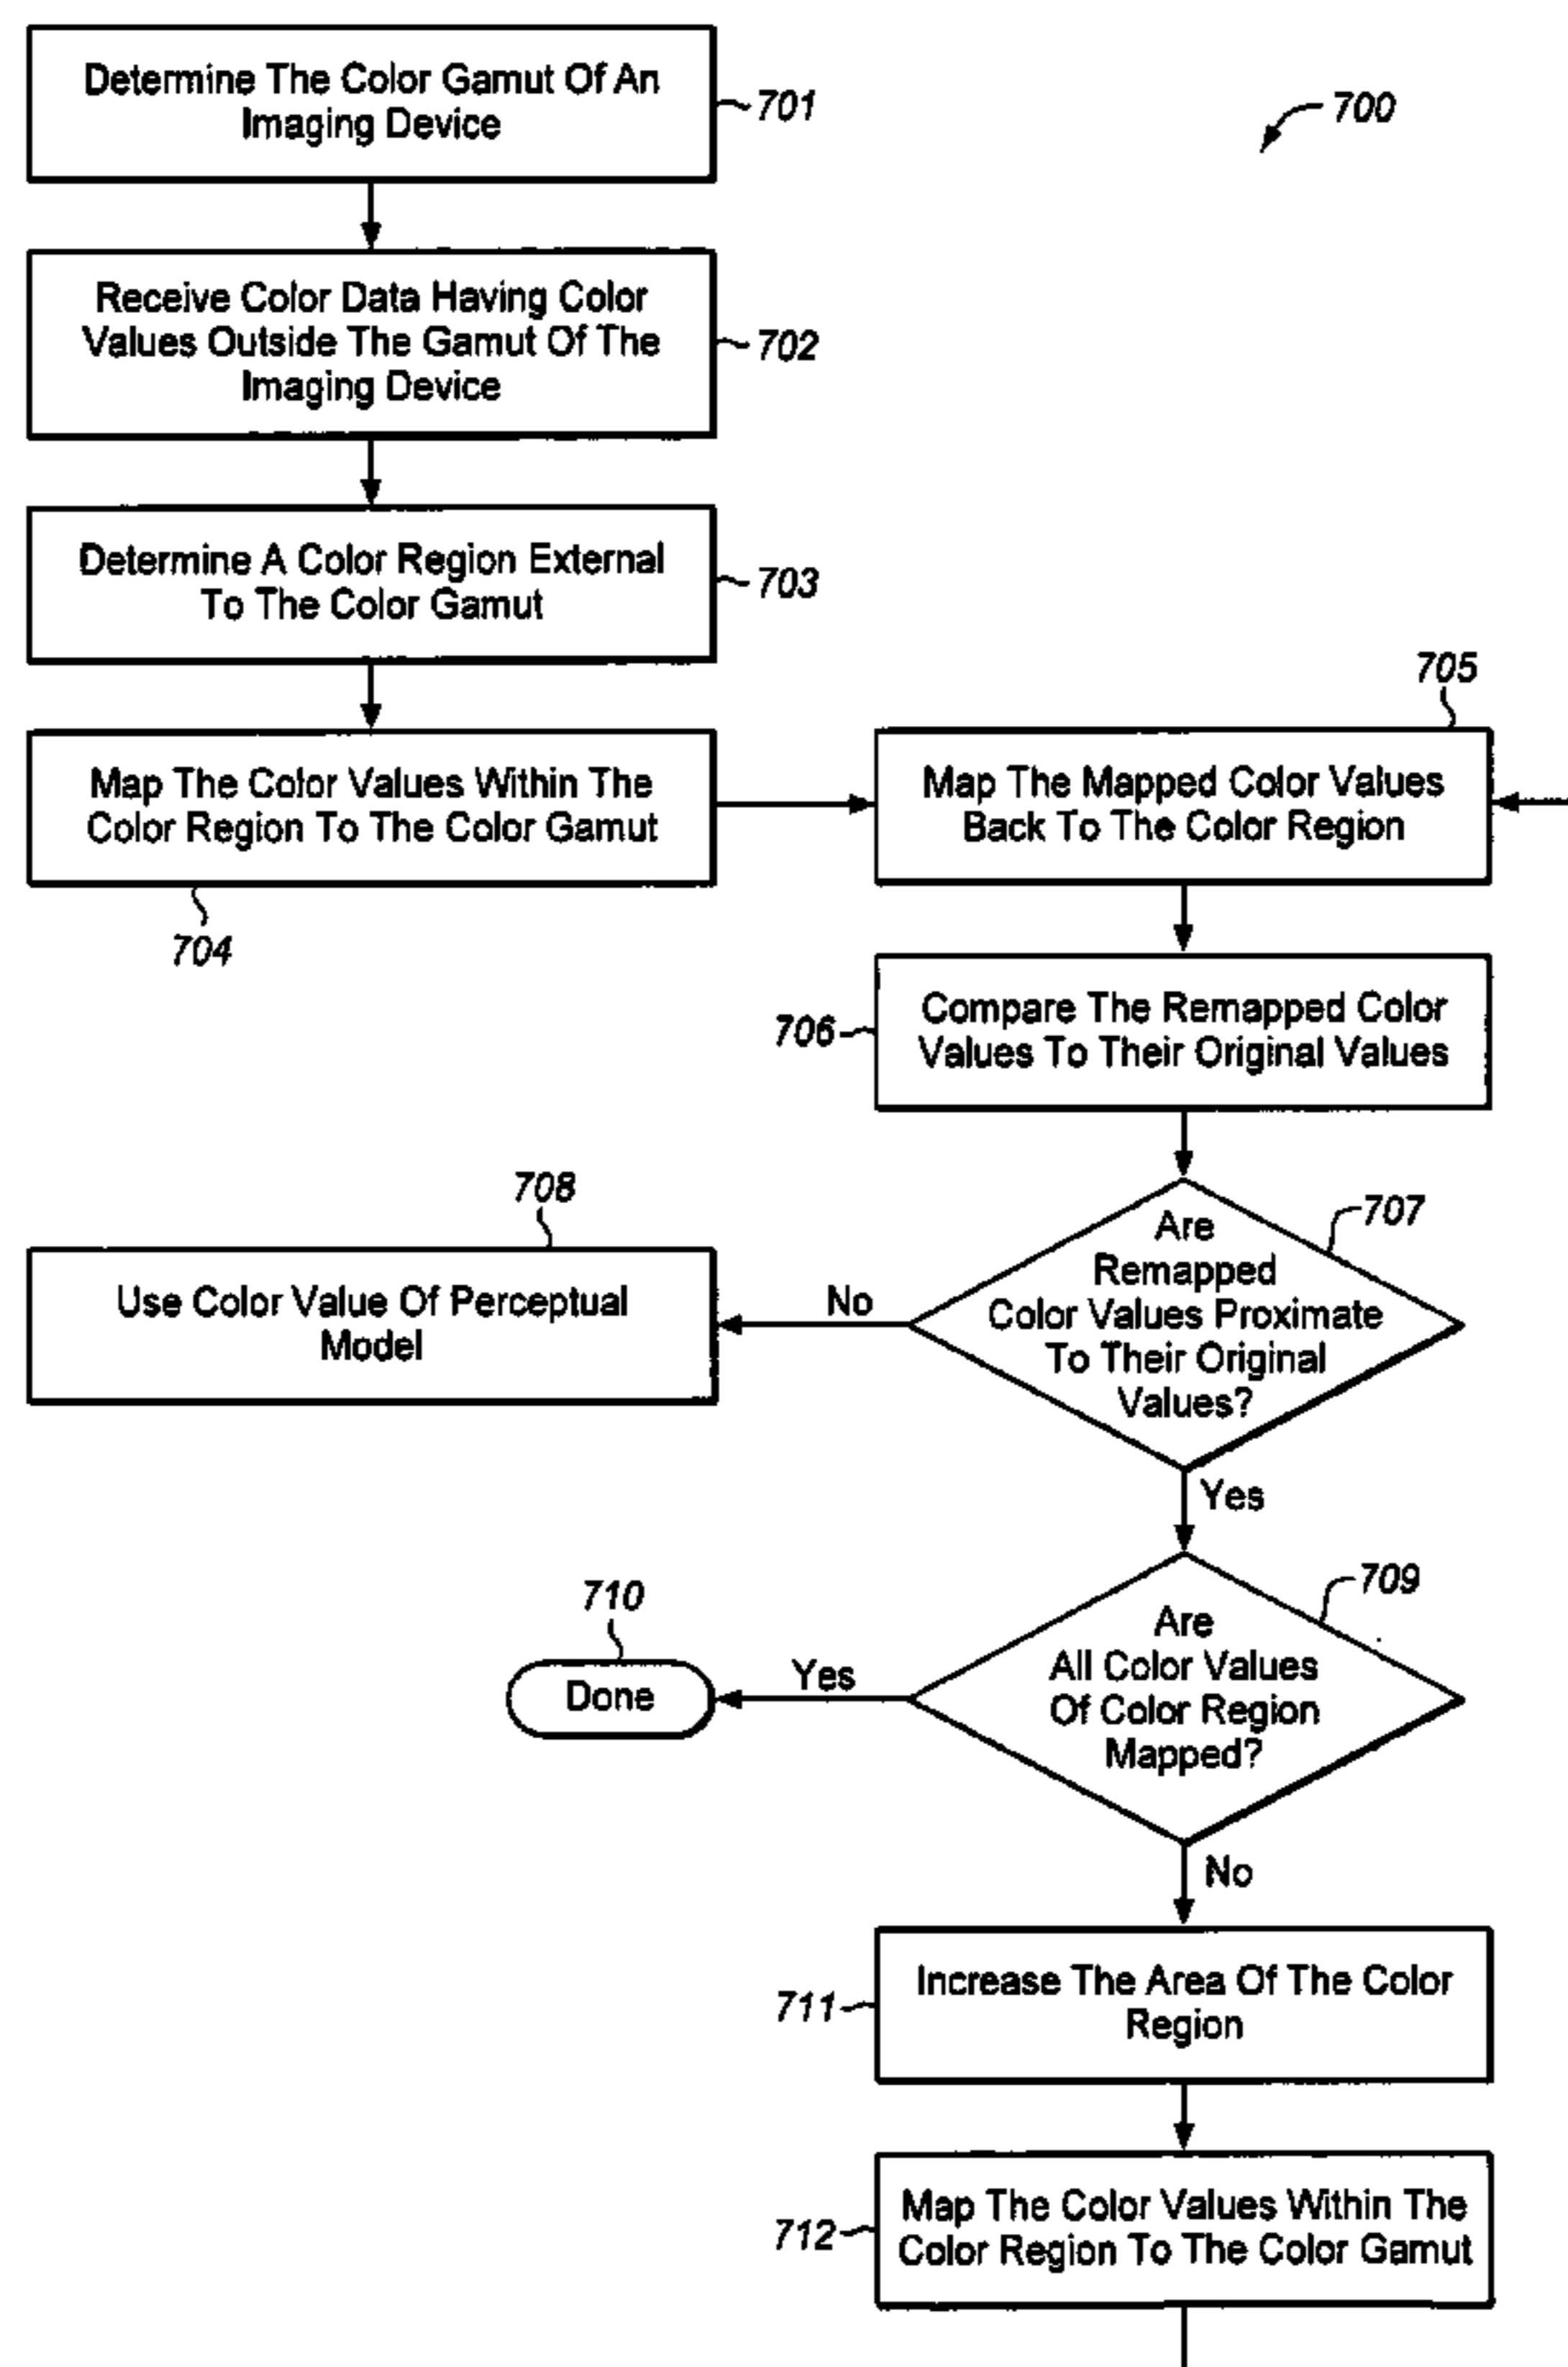 Determine The Color Gamut Of An
Imaging Device
701
700
Receive Color Data Having Color
Values Outside The Gamut Of The
Imaging Device
702
Determine A Color Region External
To The Color Gamut
703
Map The Color Values Within The
Color Region To The Color Gamut
704
705
Map The Mapped Color Values
Back To The Color Region
706
Compare The Remapped Color
Values To Their Original Values
707
Are
Remapped
Color Values Proximate
To Their Original
Values?
No
708
Use Color Value Of Perceptual
Model
Yes
709
Are
All Color Values
Of Color Region
Mapped?
Yes
710
Done
No
711
Increase The Area Of The Color
Region
712
Map The Color Values Within The
Color Region To The Color Gamut